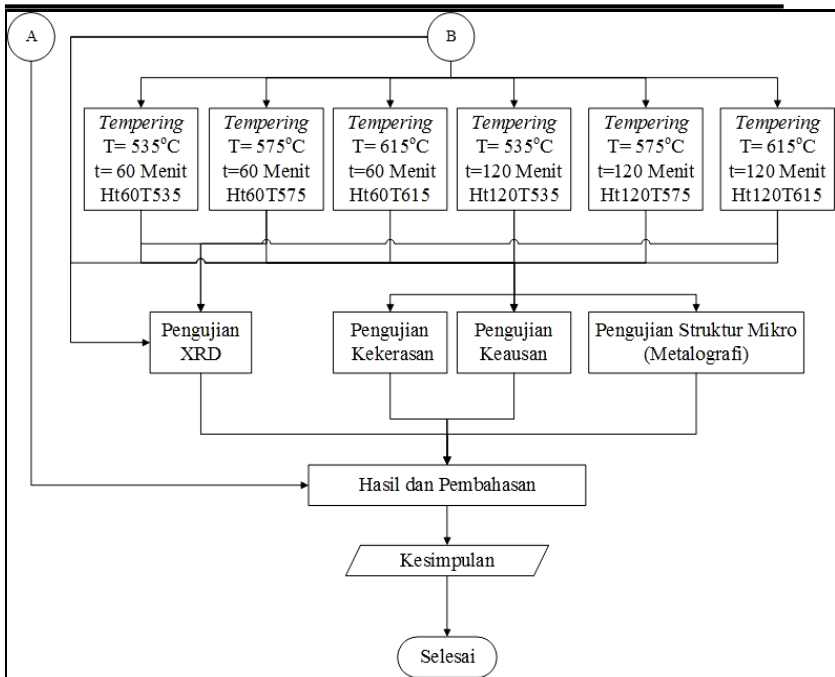 A
B
Tempering
T= 535°C
t= 60 Menit
Ht60T535
Tempering
T= 575°C
t=60 Menit
Ht60T575
Tempering
T= 615°C
t=60 Menit
Ht60T615
Tempering
T= 535°C
t=120 Menit
Ht120T535
Tempering
T= 575°C
t=120 Menit
Ht120T575
Tempering
T= 615°C
t=120 Menit
Ht120T615
Pengujian
XRD
Pengujian
Kekerasan
Pengujian
Keausan
Pengujian Struktur Mikro
(Metalografi)
Hasil dan Pembahasan
Kesimpulan
Selesai